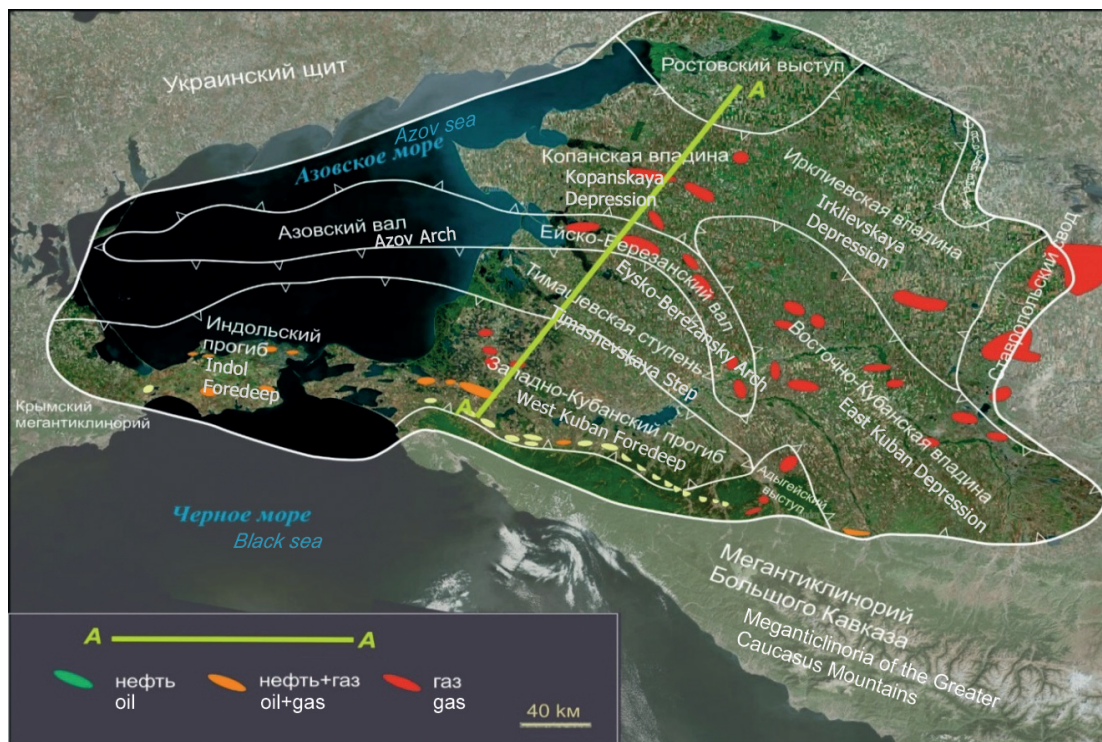 Украинский щит
Ростовский выступ
A
Azov sea
Азовское море
Копанская впадина
Kopanskaya
Depression
Ирклиевская впадина
Irklievskaya
Depression
Азовский вал
Azov Arch
Ейско-Березанский вал
Eysko-Berezansky Arch
Тимашевская ступень
Timashevskaya Step
Ставропольский свод
Восточно-Кубанская впадина
East Kuban Depression
Индольский
прогиб
Indol
Foredeep
Западно-Кубанский прогиб
West Kuban Foredeep
A
Крымский
мегантиклинорий
Адыгейский
выступ
Черное море
Black sea
Мегантиклинорий
Большого Кавказа
Meganticlinoria of the Greater
Caucasus Mountains
A A
нефть
oil
нефть+газ
oil+gas
газ
gas
40 км